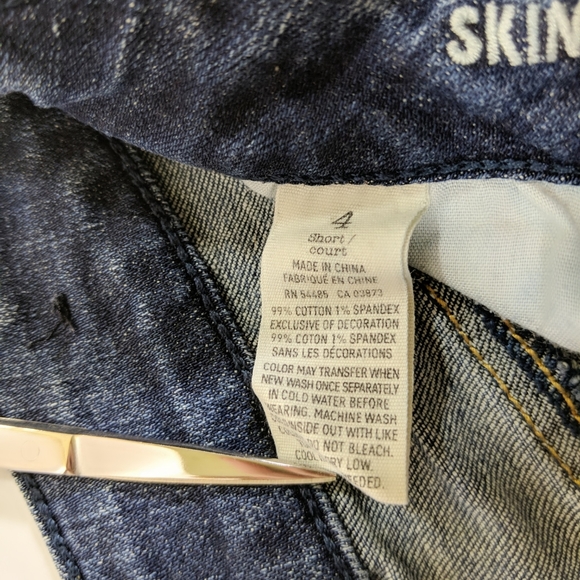 SKIN
4
Short /
court
MADE IN CHINA
FABRIQUÉ EN CHINE
RN 54485 CA 03873
99% COTTON 1% SPANDEX
EXCLUSIVE OF DECORATION
99% COTON 1% SPANDEX
SANS LES DÉCORATIONS
COLOR MAY TRANSFER WHEN
NEW WASH ONCE SEPARATELY
IN COLD WATER BEFORE
WEARING. MACHINE WASH
INSIDE OUT WITH LIKE
DO NOT BLEACH.
LOW.